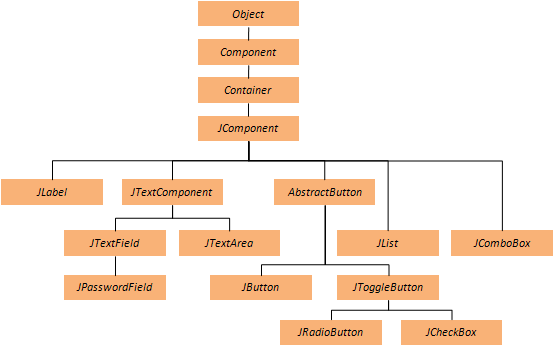 Object
Component
Container
JComponent
JLabel
JTextComponent
AbstractButton
JTextField
JTextArea
JList
JComboBox
JPasswordField
JButton
JToggleButton
JRadioButton
JCheckBox